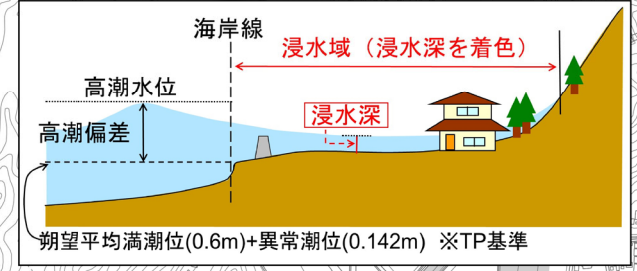 海岸線
浸水域（浸水深を着色）
高潮水位
高潮偏差
浸水深
朔望平均満潮位(0.6m)+異常潮位(0.142m) ※TP基準